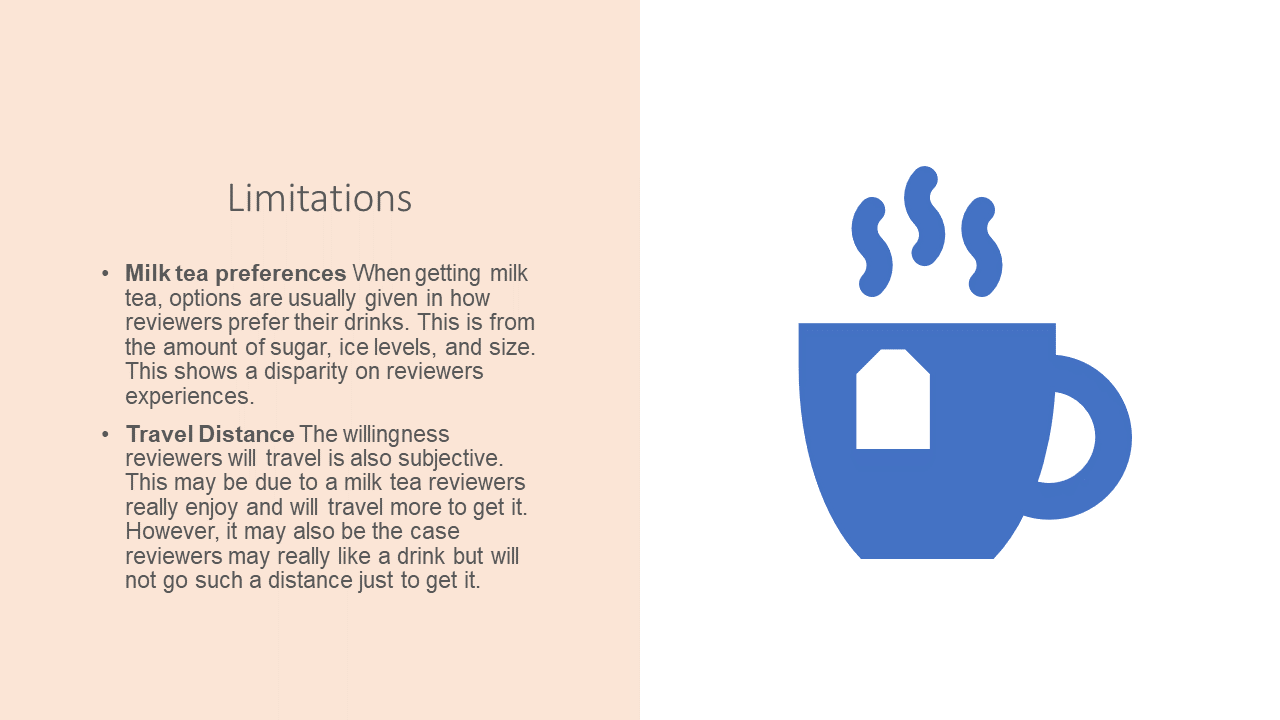 Limitations
• Milk tea preferences When getting milk
tea, options are usually given in how
reviewers prefer their drinks. This is from
the amount of sugar, ice levels, and size.
This shows a disparity on reviewers
experiences.
• Travel Distance The willingness
reviewers will travel is also subjective.
This may be due to a milk tea reviewers
really enjoy and will travel more to get it.
However, it may also be the case
reviewers may really like a drink but will
not go such a distance just to get it.